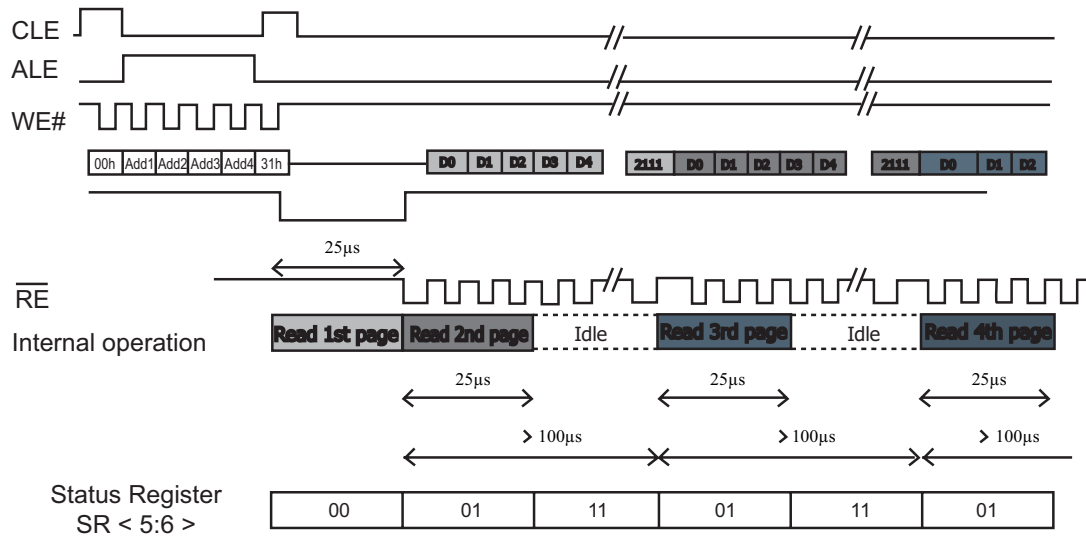 CLE
ALE
WE#
00h Add1 Add2 Add3 Add4 31h D0 D1 D2 D3 D4 2111 D0 D1 D2 D3 D4 2111 D0 D1 D2
25µs
RE
Internal operation Read 1st page Read 2nd page Idle Read 3rd page Idle Read 4th page
25µs 25µs 25µs
> 100µs > 100µs > 100µs
Status Register
SR < 5:6 > 00 01 11 01 11 01